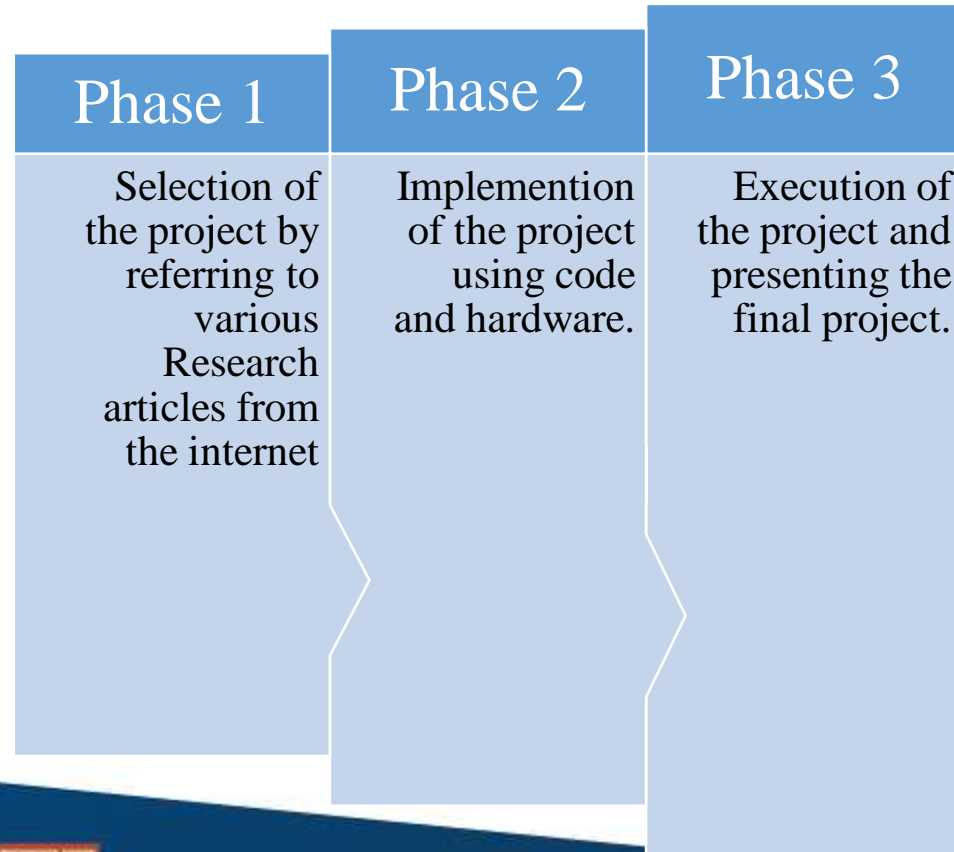 Phase 1
Selection of
the project by
referring to
various
Research
articles from
the internet
Phase 2
Implemention
of the project
using code
and hardware.
Phase 3
Execution of
the project and
presenting the
final project.